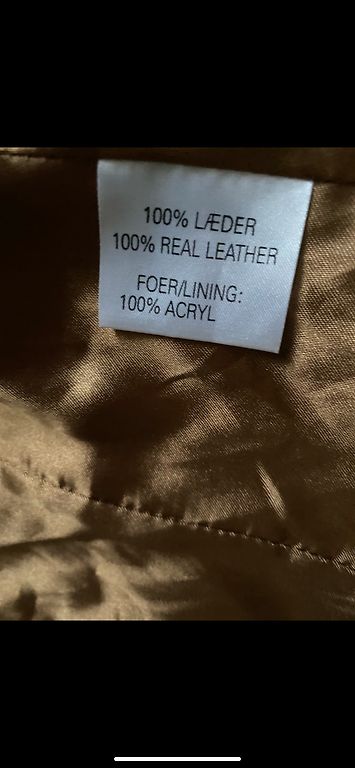 100% LÆDER
100% REAL LEATHER
FOER/LINING:
100% ACRYL